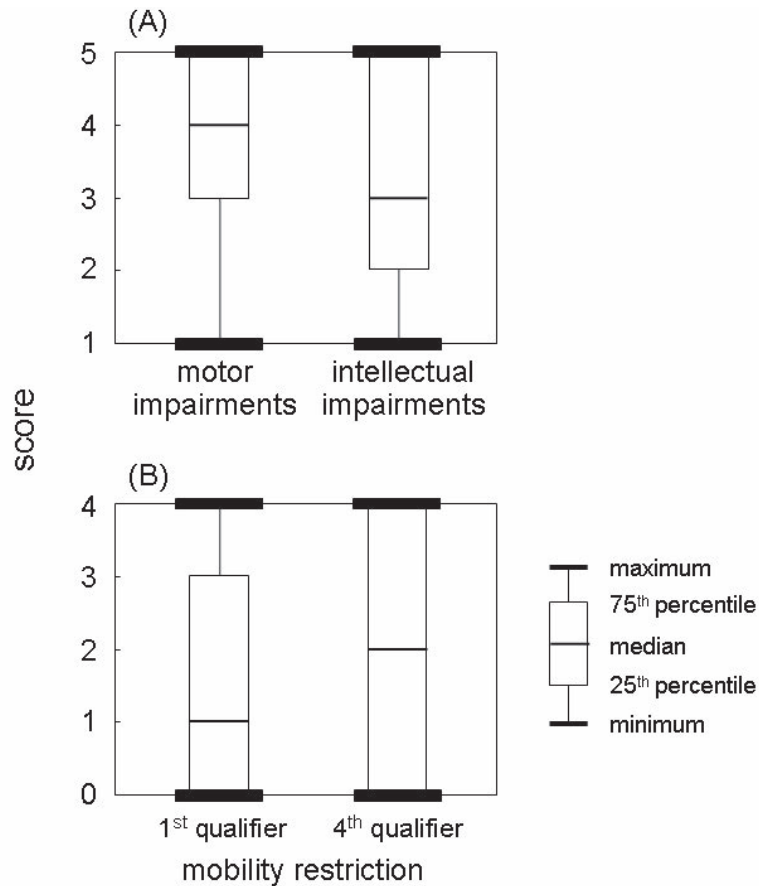 (A)
5
4
3
2
1
motor impairments
intellectual impairments
score
(B)
4
3
2
1
0
1st qualifier
4th qualifier
mobility restriction
maximum
75th percentile
median
25th percentile
minimum